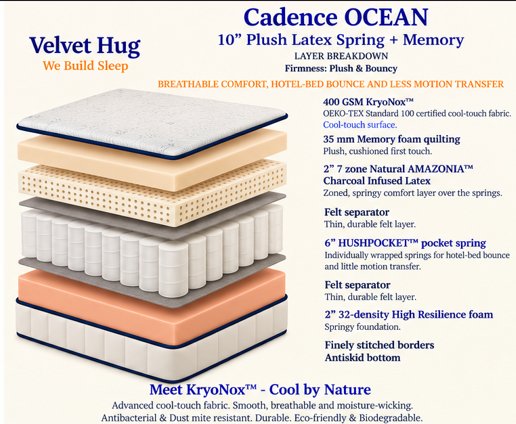 Velvet Hug
We Build Sleep
Cadence OCEAN
10” Plush Latex Spring + Memory
LAYER BREAKDOWN
Firmness: Plush & Bouncy
BREATHABLE COMFORT, HOTEL-BED BOUNCE AND LESS MOTION TRANSFER
400 GSM KryoNox™
OEKO-TEX Standard 100 certified cool-touch fabric.
Cool-touch surface.
35 mm Memory foam quilting
Plush, cushioned first touch.
2” 7 zone Natural AMAZONIA™
Charcoal Infused Latex
Zoned, springy comfort layer over the springs.
Felt separator
Thin, durable felt layer.
6” HUSHPOCKET™ pocket spring
Individually wrapped springs for hotel-bed bounce
and little motion transfer.
Felt separator
Thin, durable felt layer.
2” 32-density High Resilience foam
Springy foundation.
Finely stitched borders
Antiskid bottom
Meet KryoNox™ - Cool by Nature
Advanced cool-touch fabric. Smooth, breathable and moisture-wicking.
Antibacterial & Dust mite resistant. Durable. Eco-friendly & Biodegradable.